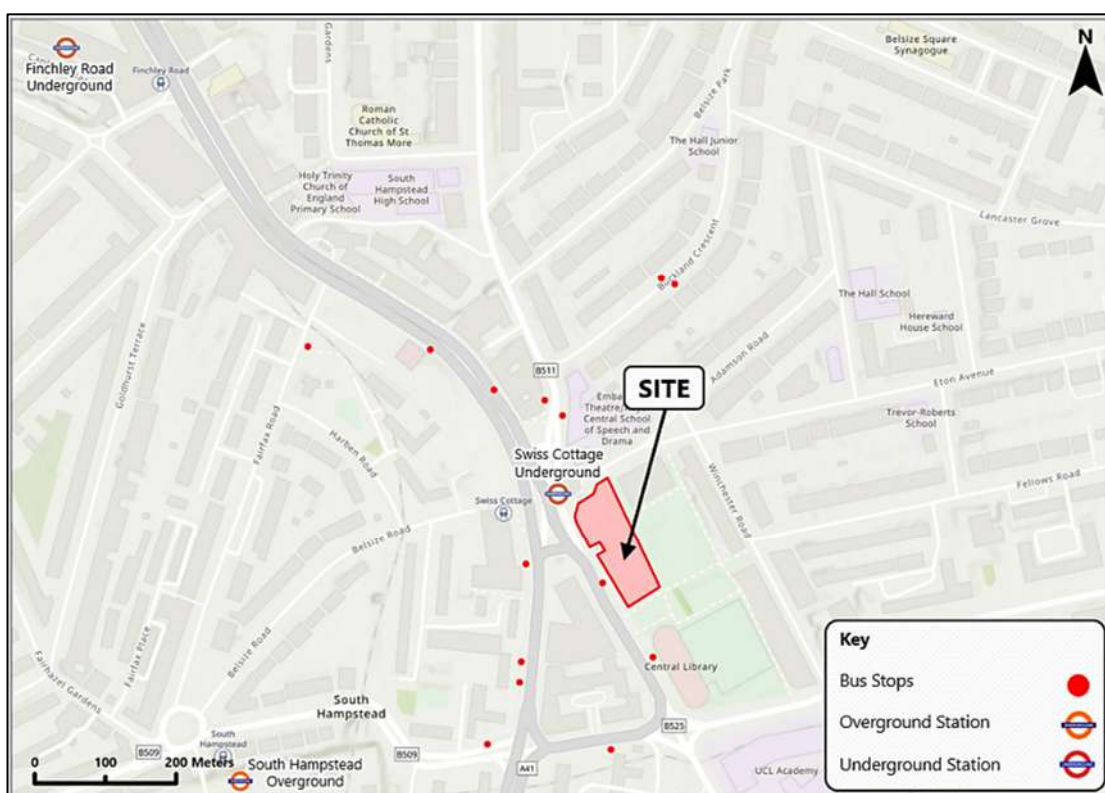 Finchley Road
Underground
Finchley Road
Gardens
Roman
Catholic
Church of St
Thomas More
Belsize Park
Belsize Square
Synagogue
N
The Hall Junior
School
Holy Trinity
Church of
England
Primary School
South
Hampstead
High School
Lancaster Grove
Buckland Crescent
The Hall School
Hereward
House School
Goldhurst Terrace
B511
SITE
Adamson Road
Eton Avenue
Trevor-Roberts
School
Theatre
Central School
of Speech and
Drama
Fairfax Road
Harben Road
Swiss Cottage
Underground
Swiss Cottage
Winchester Road
Fellows Road
Belsize Road
Fairfax Place
Belsize Road
Fairhazel Gardens
Central Library
South
Hampstead
South
Hampstead
B509
B509
B525
A41
UCL Academy
0 100 200 Meters
South Hampstead
Overground
Key
Bus Stops
Overground Station
Underground Station